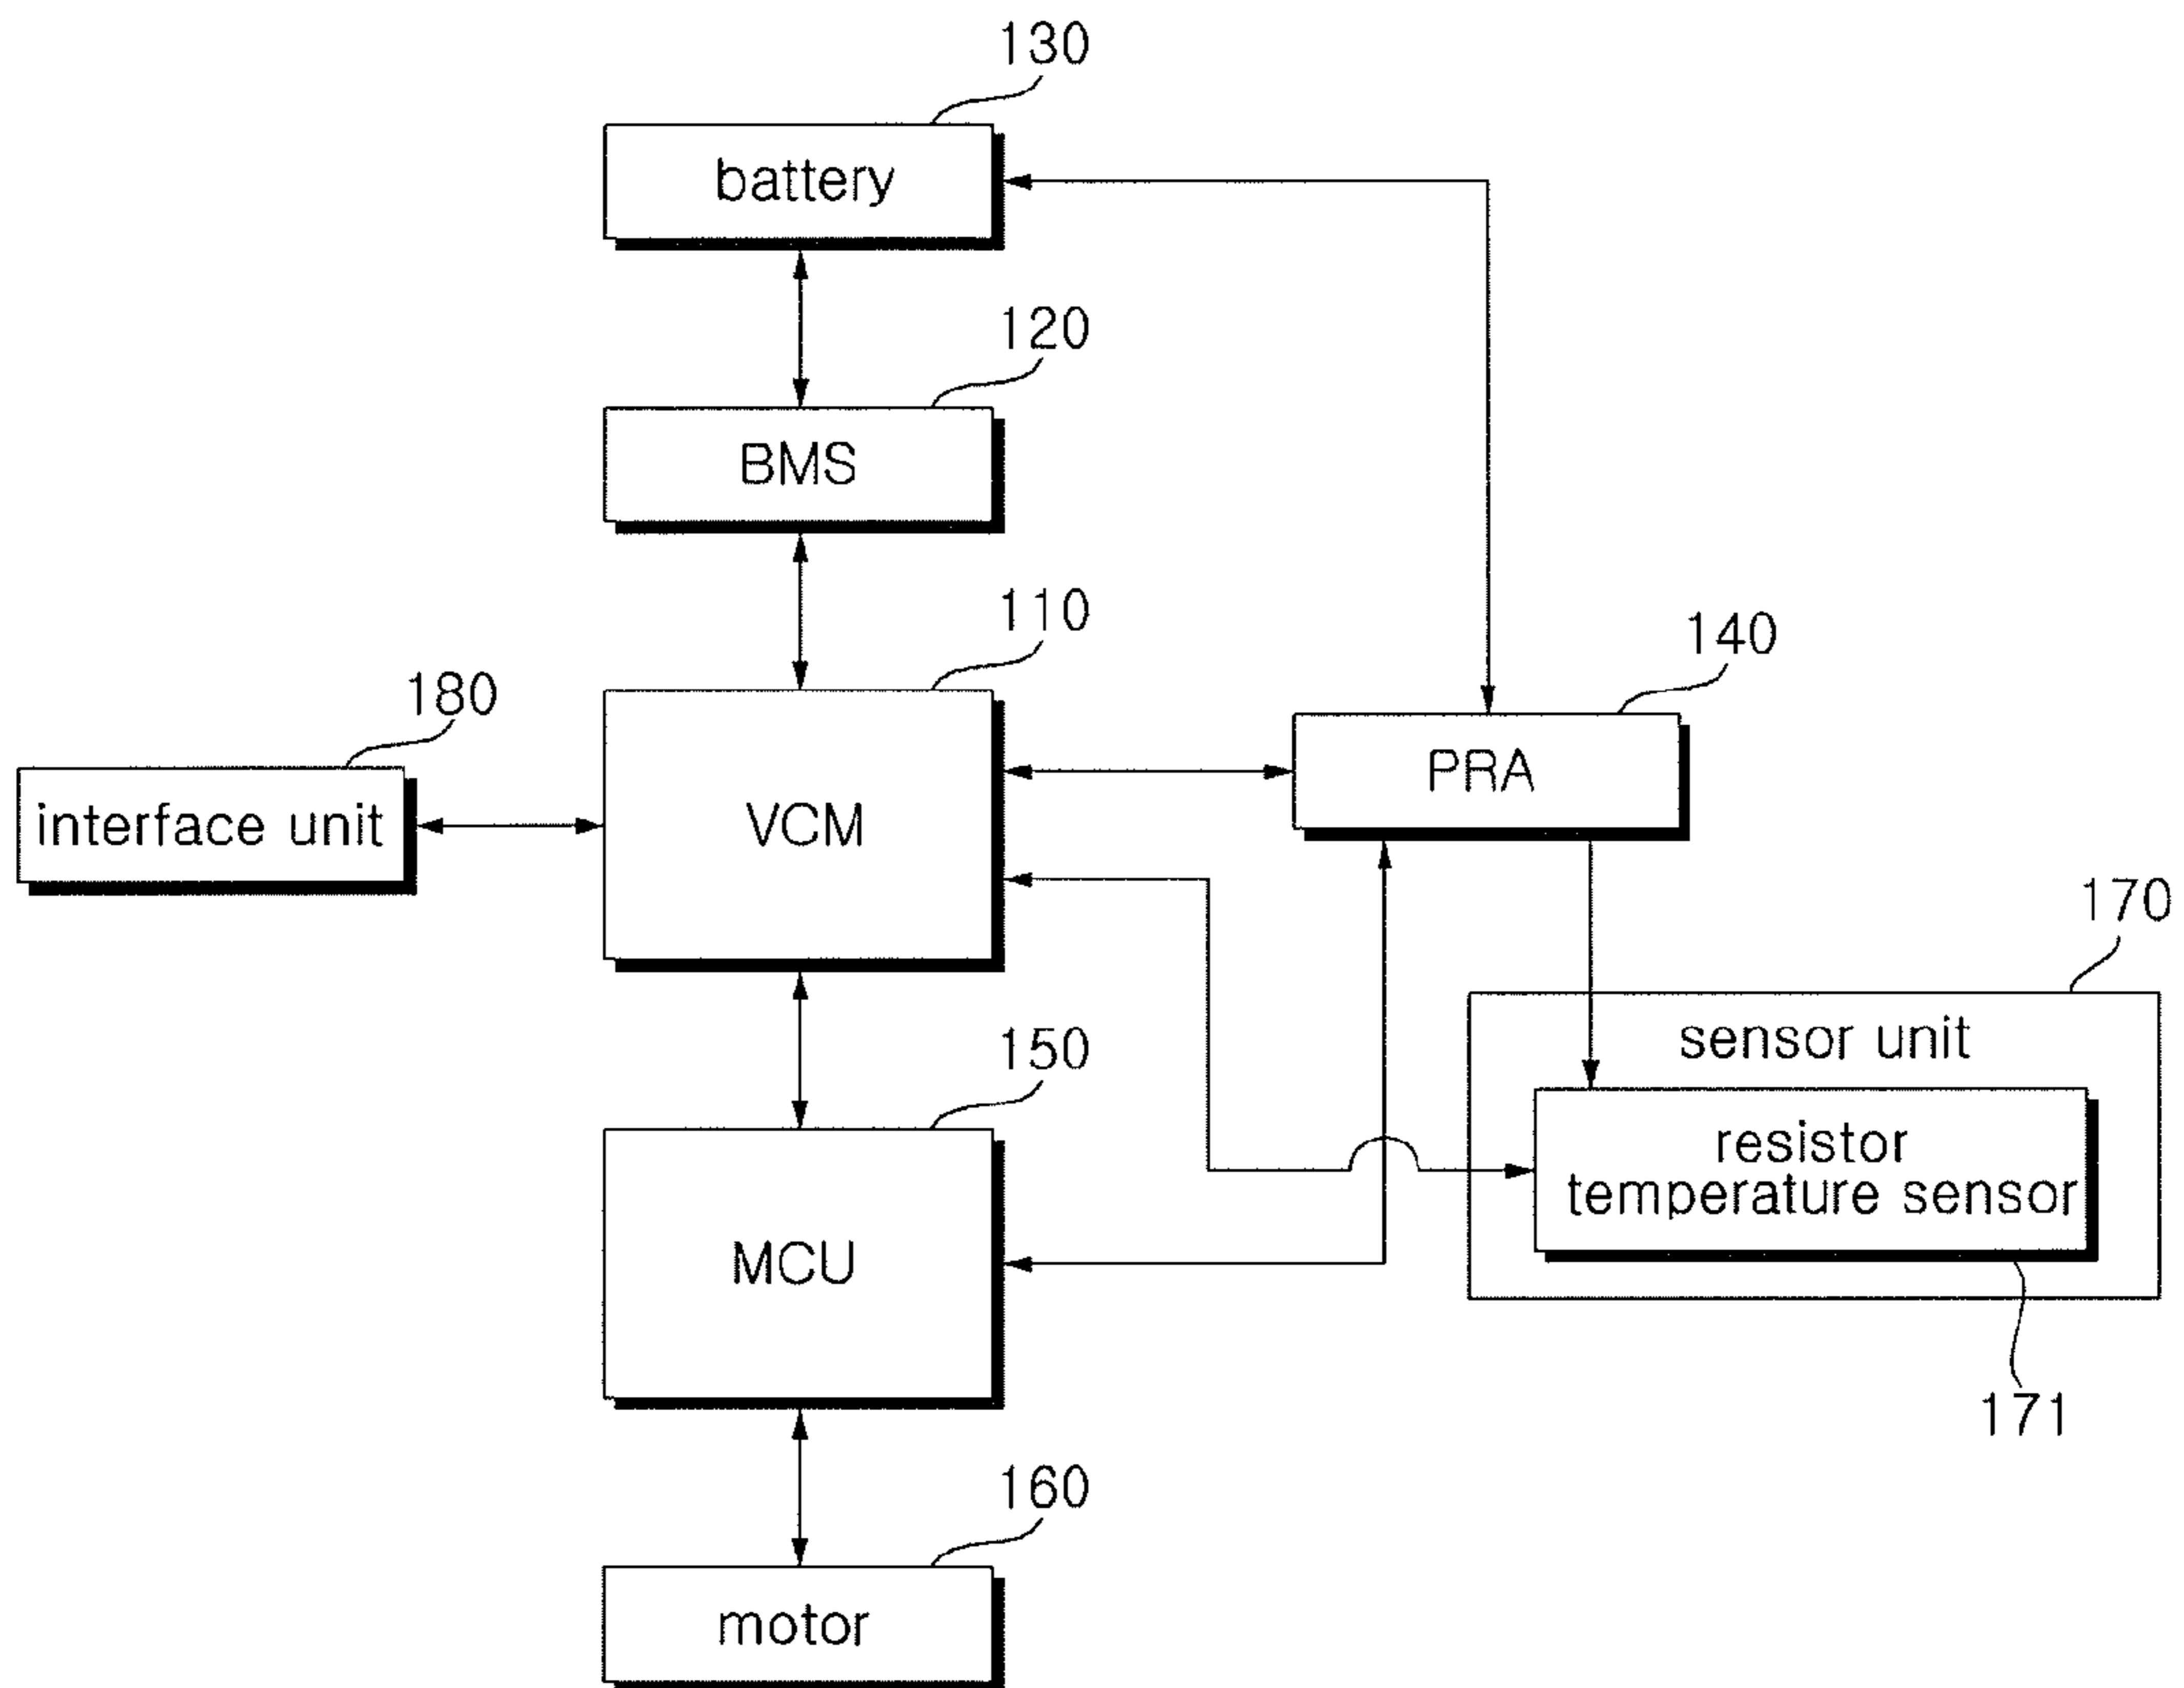 130
battery
120
BMS
110
140
180
PRA
interface unit
VCM
170
sensor unit
150
resistor
temperature sensor
MCU
171
160
motor